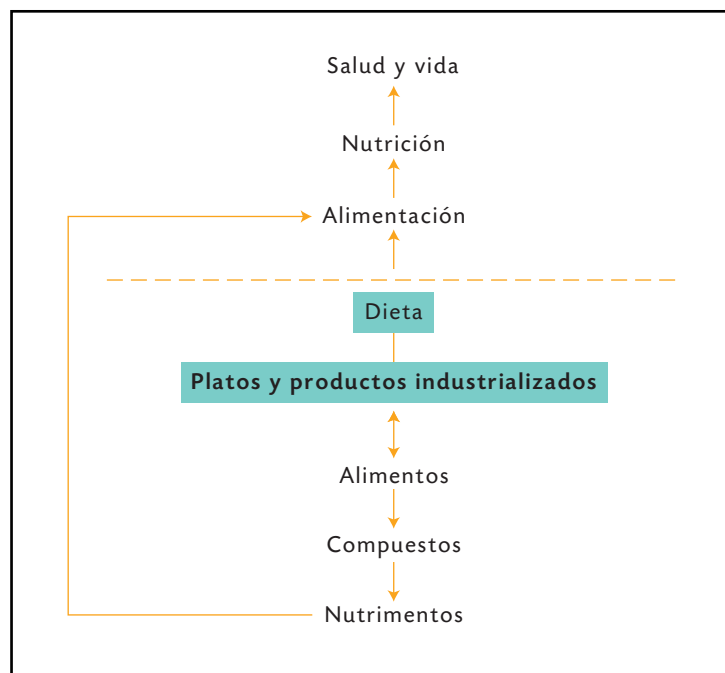 Salud y vida
Nutrición
Alimentación
Dieta
Platos y productos industrializados
Alimentos
Compuestos
Nutrimentos